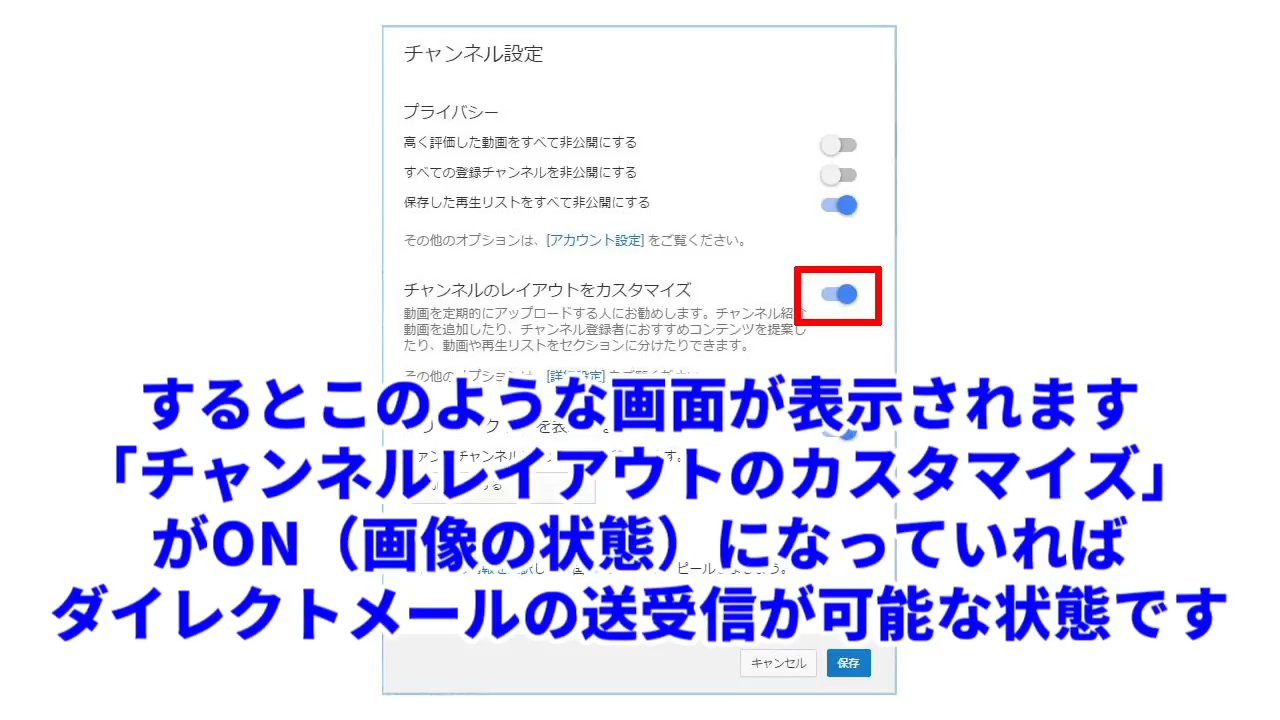 チャンネル設定
プライバシー
高く評価した動画をすべて非公開にする
すべての登録チャンネルを非公開にする
保存した再生リストをすべて非公開にする
その他のオプションは、[アカウント設定] をご覧ください。
チャンネルのレイアウトをカスタマイズ
動画を定期的にアップロードする人にお勧めします。チャンネル紹介
動画を追加したり、チャンネル登録者におすすめコンテンツを提案し
たり、動画や再生リストをセクションに分けたりできます。
するとこのような画面が表示されます
「チャンネルレイアウトのカスタマイズ」
がON（画像の状態）になっていれば
ダイレクトメールの送受信が可能な状態です
キャンセル
保存